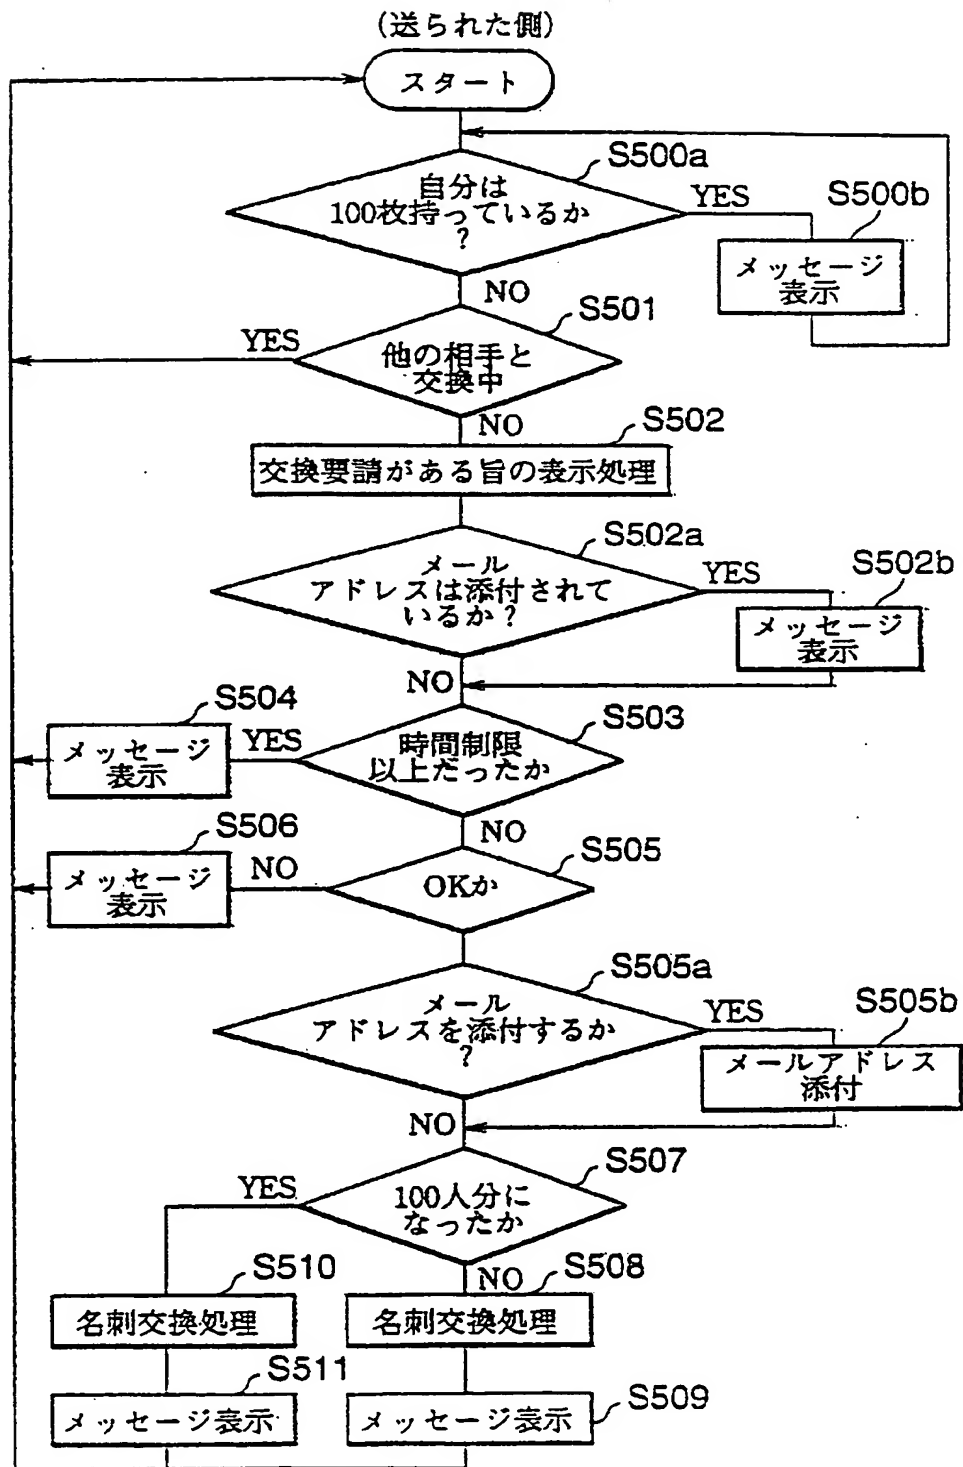 (送られた側)
スタート
S500a
自分は
100枚持っているか
?
YES
S500b
メッセージ
表示
NO
S501
YES
他の相手と
交換中
NO
S502
交換要請がある旨の表示処理
S502a
メール
アドレスは添付されて
いるか?
YES
S502b
メッセージ
表示
NO
S504
メッセージ
表示
YES
S503
時間制限
以上だったか
NO
S506
メッセージ
表示
NO
S505
OKか
S505a
メール
アドレスを添付するか
?
YES
S505b
メールアドレス
添付
NO
S507
YES
100人分に
なったか
S510
名刺交換処理
NO
S508
名刺交換処理
S511
メッセージ表示
メッセージ表示
S509